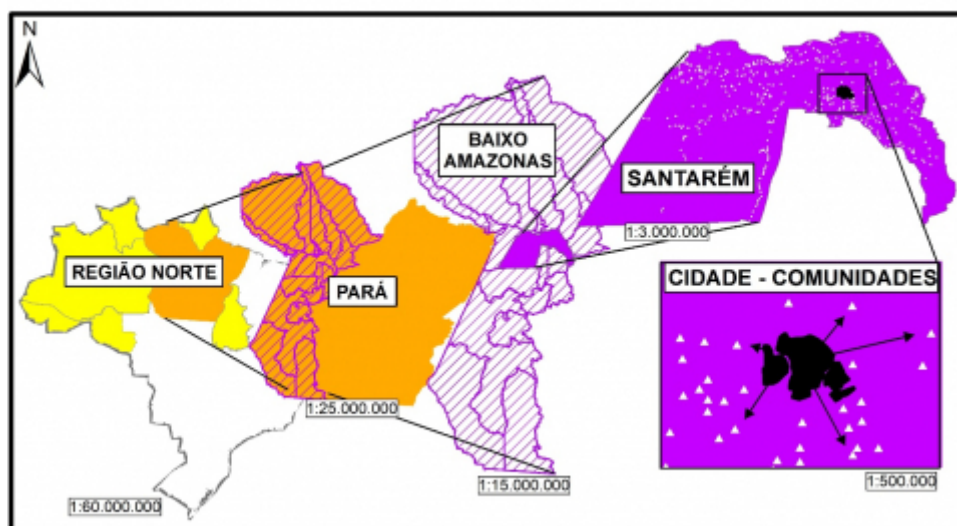 N
BAIXO
AMAZONAS
SANTARÉM
1:3.000.000
REGIÃO NORTE
PARÁ
CIDADE - COMUNIDADES
1:25.000.000
1:15.000.000
1:500.000
1:60.000.000